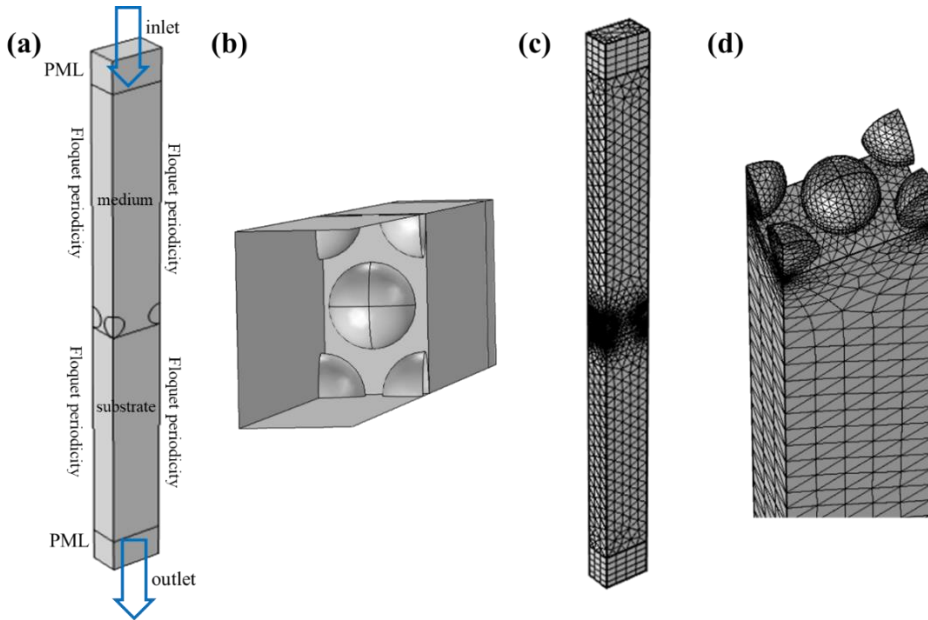 (a)
inlet
PML
Floquet periodicity
Floquet periodicity
medium
Floquet periodicity
Floquet periodicity
substrate
PML
outlet
(b)
(c)
(d)